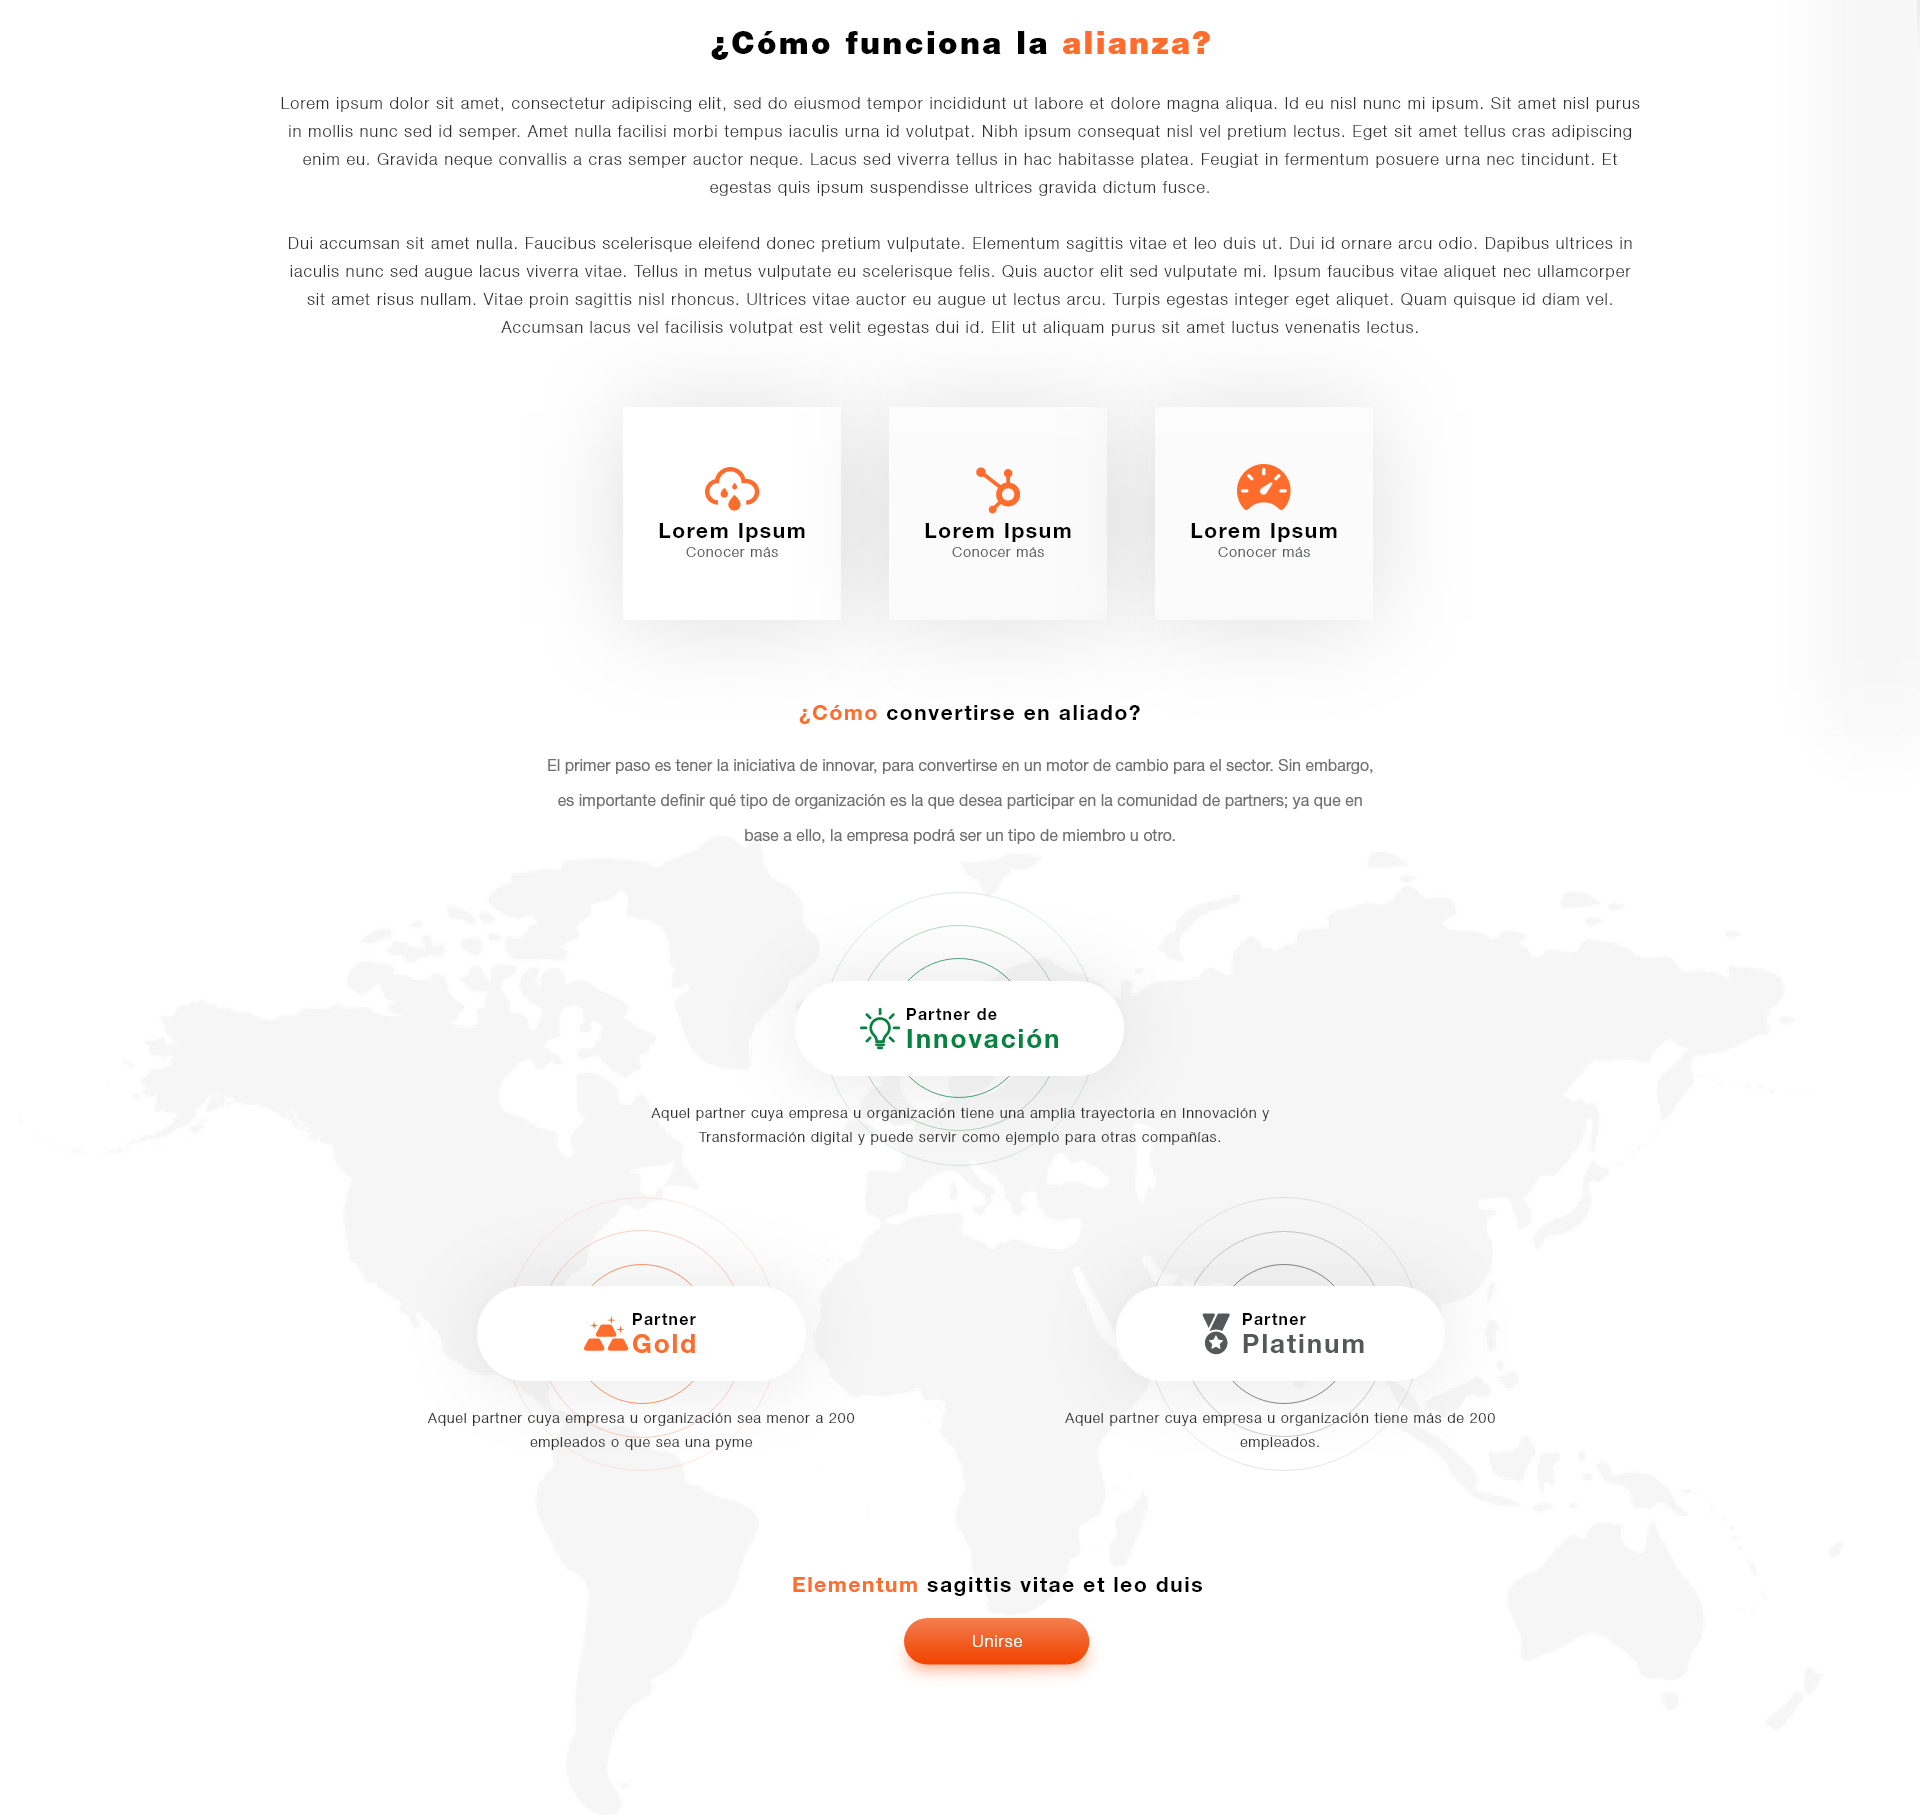 ¿Cómo funciona la alianza?
Lorem ipsum dolor sit amet, consectetur adipiscing elit, sed do eiusmod tempor incididunt ut labore et dolore magna aliqua. Id eu nisl nunc mi ipsum. Sit amet nisl purus
in mollis nunc sed id semper. Amet nulla facilisi morbi tempus iaculis urna id volutpat. Nibh ipsum consequat nisl vel pretium lectus. Eget sit amet tellus cras adipiscing
enim eu. Gravida neque convallis a cras semper auctor neque. Lacus sed viverra tellus in hac habitasse platea. Feugiat in fermentum posuere urna nec tincidunt. Et
egestas quis ipsum suspendisse ultrices gravida dictum fusce.
Dui accumsan sit amet nulla. Faucibus scelerisque eleifend donec pretium vulputate. Elementum sagittis vitae et leo duis ut. Dui id ornare arcu odio. Dapibus ultrices in
iaculis nunc sed augue lacus viverra vitae. Tellus in metus vulputate eu scelerisque felis. Quis auctor elit sed vulputate mi. Ipsum faucibus vitae aliquet nec ullamcorper
sit amet risus nullam. Vitae proin sagittis nisl rhoncus. Ultrices vitae auctor eu augue ut lectus arcu. Turpis egestas integer eget aliquet. Quam quisque id diam vel.
Accumsan lacus vel facilisis volutpat est velit egestas dui id. Elit ut aliquam purus sit amet luctus venenatis lectus.
Lorem Ipsum
Conocer más
Lorem Ipsum
Conocer más
Lorem Ipsum
Conocer más
¿Cómo convertirse en aliado?
El primer paso es tener la iniciativa de innovar, para convertirse en un motor de cambio para el sector. Sin embargo,
es importante definir qué tipo de organización es la que desea participar en la comunidad de partners; ya que en
base a ello, la empresa podrá ser un tipo de miembro u otro.
Partner de
Innovación
Aquel partner cuya empresa u organización tiene una amplia trayectoria en Innovación y
Transformación digital y puede servir como ejemplo para otras compañías.
Partner
Gold
Aquel partner cuya empresa u organización sea menor a 200
empleados o que sea una pyme
Partner
Platinum
Aquel partner cuya empresa u organización tiene más de 200
empleados.
Elementum sagittis vitae et leo duis
Unirse